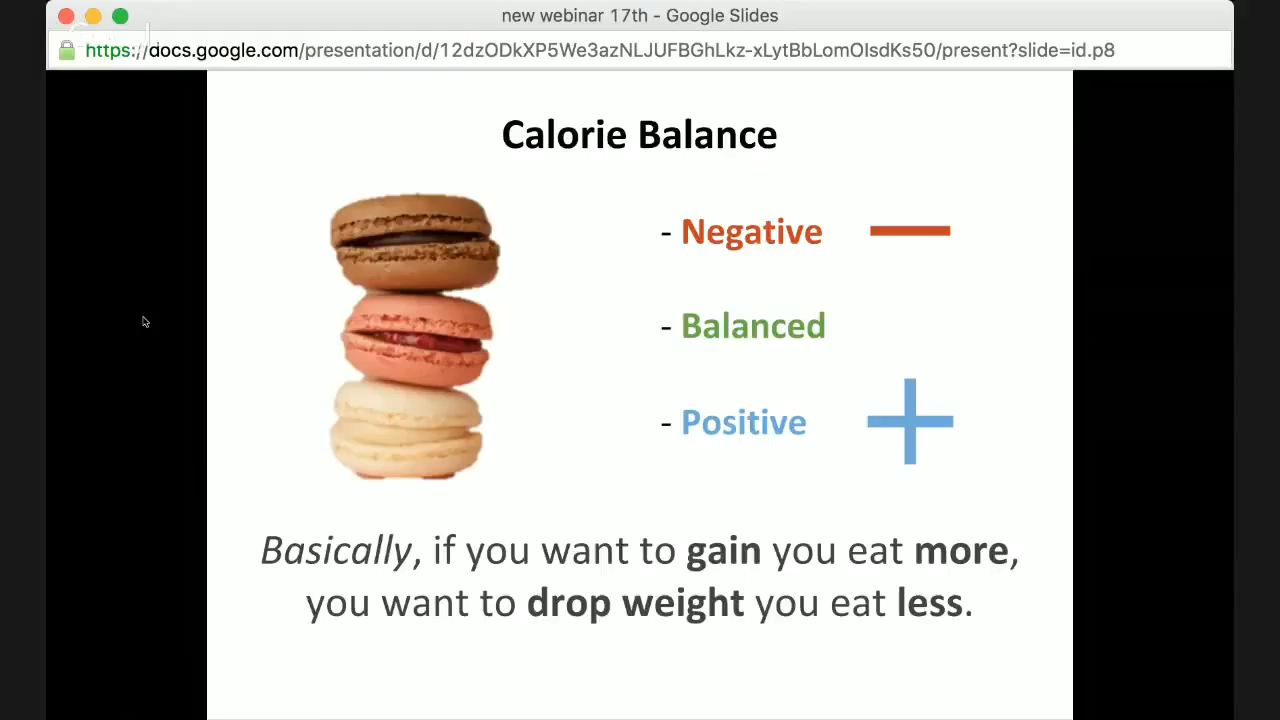 new webinar 17th - Google Slides
https://docs.google.com/presentation/d/12dzODkXP5We3azNLJUFBGhLkz-xLytBbLomOlsdKs50/present?slide=id.p8
Calorie Balance
- Negative
- Balanced
- Positive
Basically, if you want to gain you eat more,
you want to drop weight you eat less.